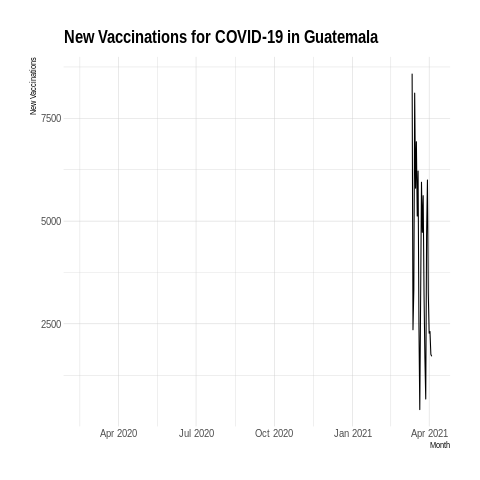 New Vaccinations for COVID-19 in Guatemala
New Vaccinations
7500
5000
2500
Apr 2020 Jul 2020 Oct 2020 Jan 2021 Apr 2021
Month